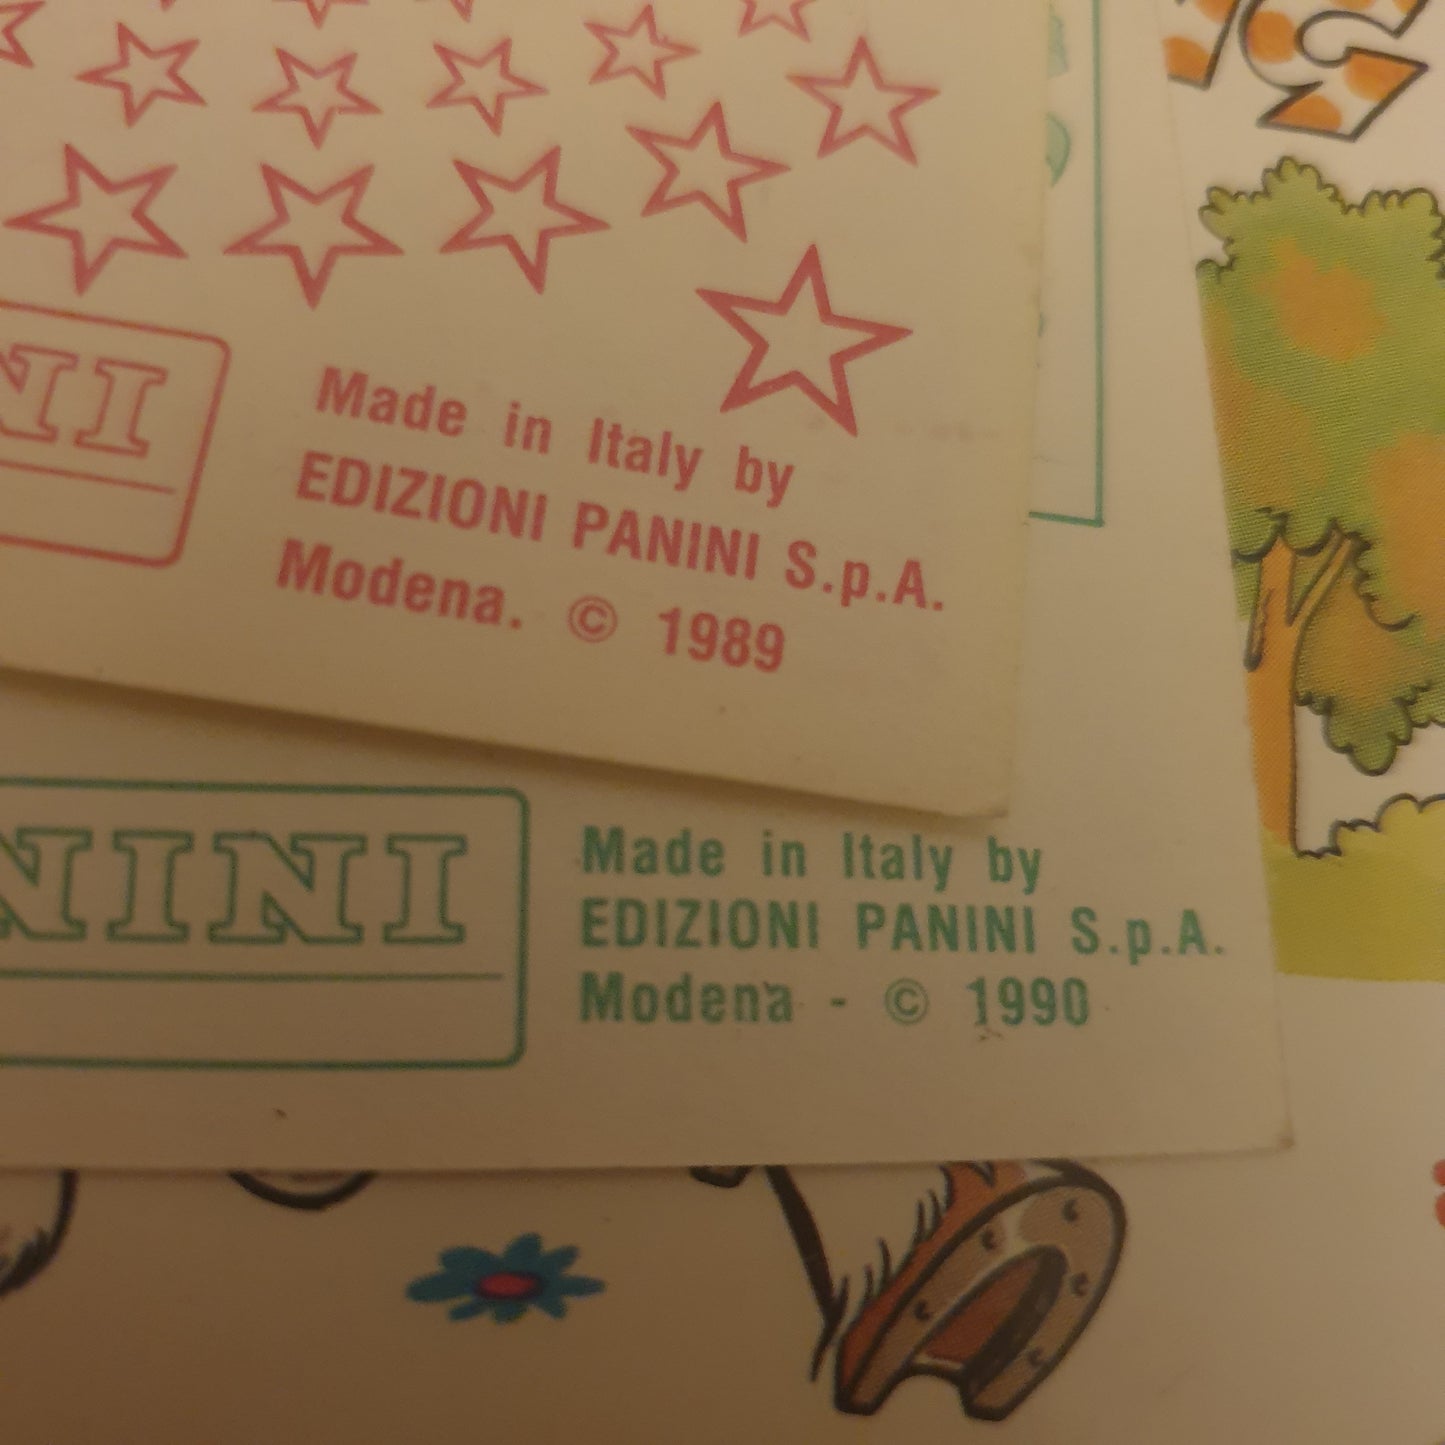 NI
Made in Italy by
EDIZIONI PANINI S.p.A.
Modena. © 1989
NINI
Made in Italy by
EDIZIONI PANINI S.p.A.
Modena - © 1990